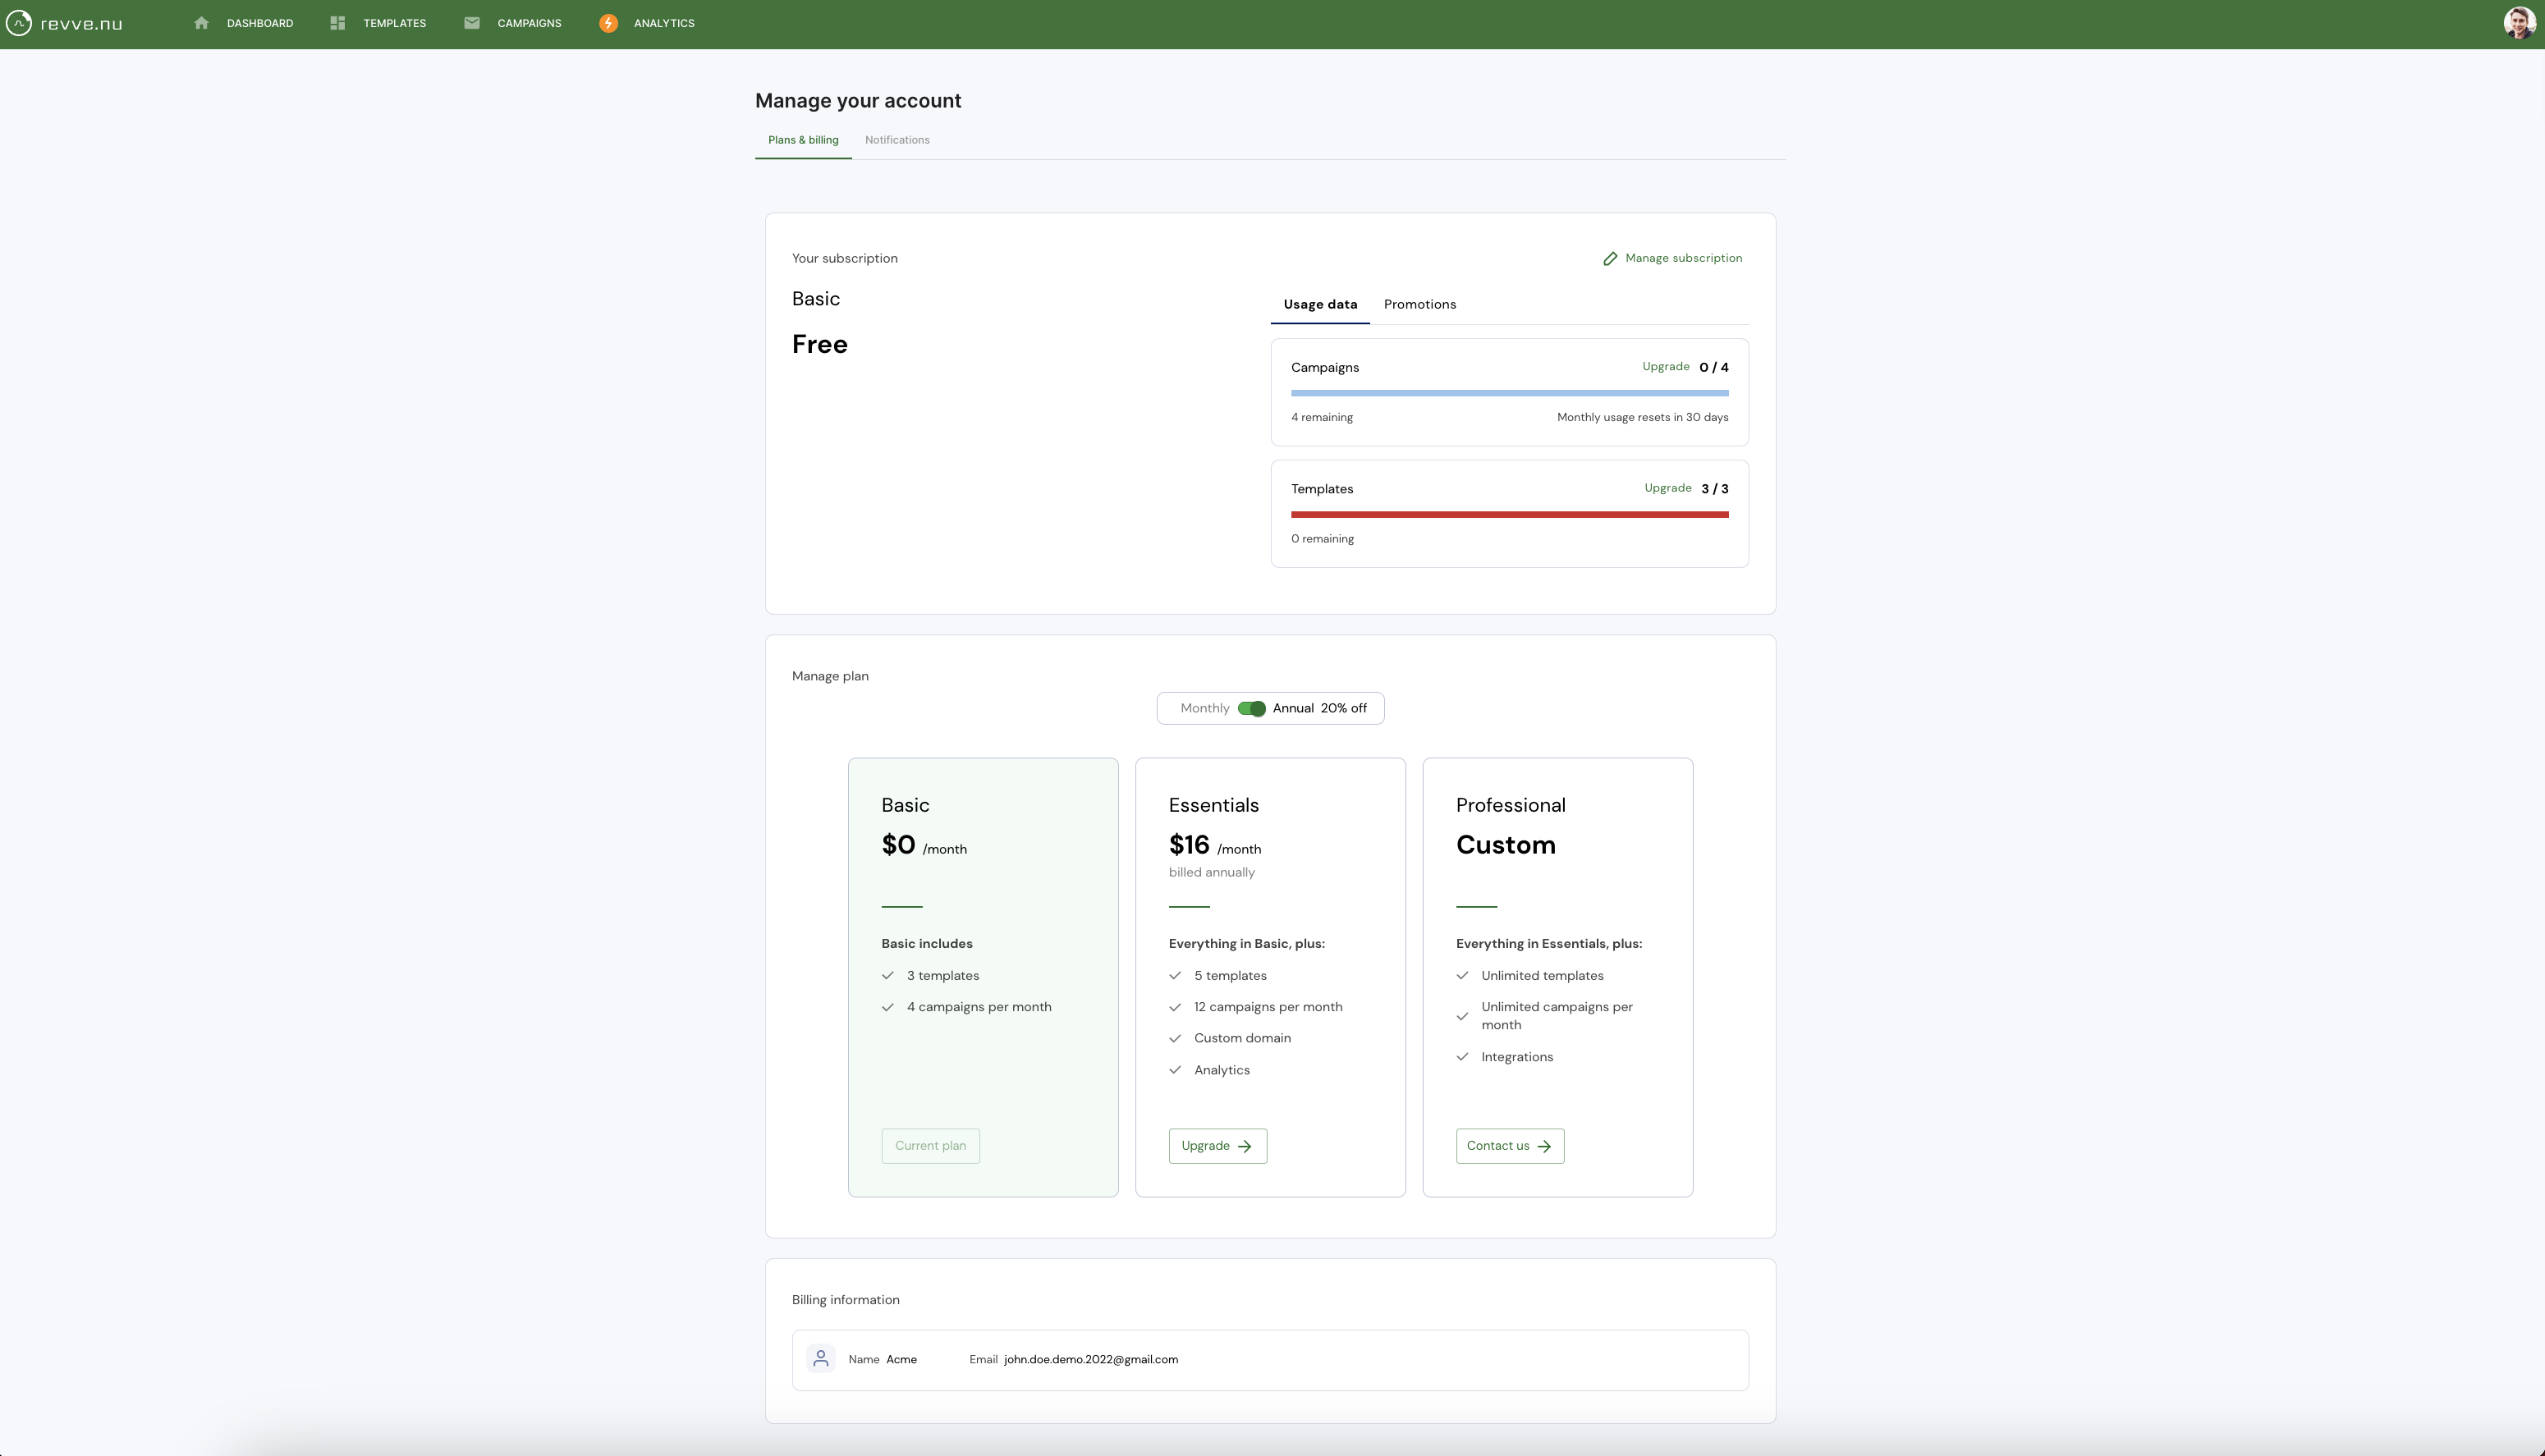 revve.nu
DASHBOARD
TEMPLATES
CAMPAIGNS
ANALYTICS
Manage your account
Plans & billing
Notifications
Your subscription
Manage subscription
Basic
Free
Usage data
Promotions
Campaigns
Upgrade 0 / 4
4 remaining
Monthly usage resets in 30 days
Templates
Upgrade 3 / 3
0 remaining
Manage plan
Monthly
Annual 20% off
Basic
$0 /month
Basic includes
3 templates
4 campaigns per month
Current plan
Essentials
$16 /month
billed annually
Everything in Basic, plus:
5 templates
12 campaigns per month
Custom domain
Analytics
Upgrade
Professional
Custom
Everything in Essentials, plus:
Unlimited templates
Unlimited campaigns per
month
Integrations
Contact us
Billing information
Name Acme
Email john.doe.demo.2022@gmail.com